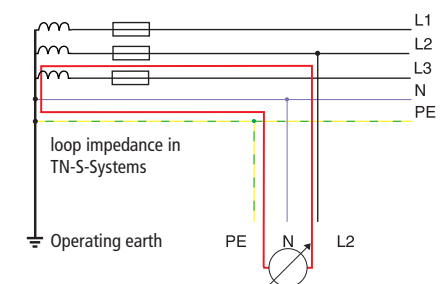 L1
L2
L3
N
PE
loop impedance in
TN-S-Systems
Operating earth
PE N L2